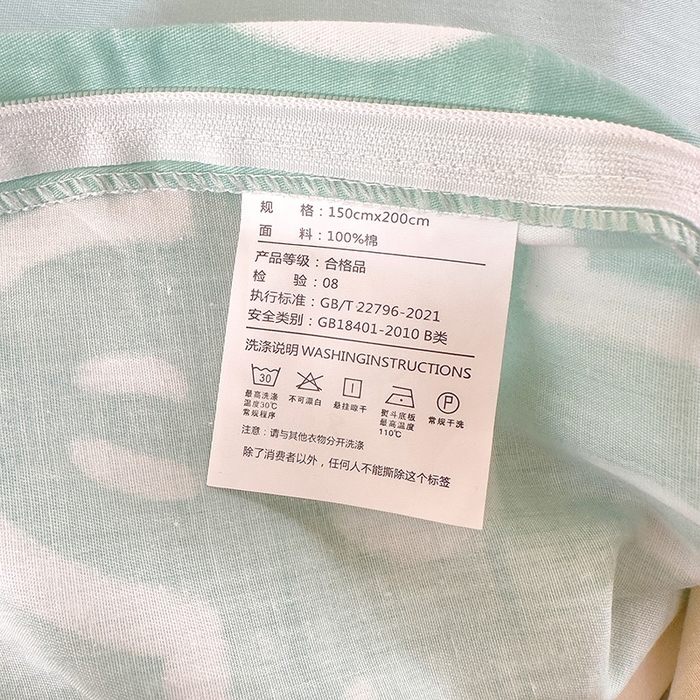 规 格：150cmx200cm
面 料：100%棉
产品等级：合格品
检 验：08
执行标准：GB/T 22796-2021
安全类别：GB18401-2010 B类
洗涤说明 WASHINGINSTRUCTIONS
30 P
最高洗涤温度30℃常规程序 不可漂白 悬挂晾干 熨斗底板最高温度110℃ 常规干洗
注意：请与其他衣物分开洗涤
除了消费者以外，任何人不能撕除这个标签